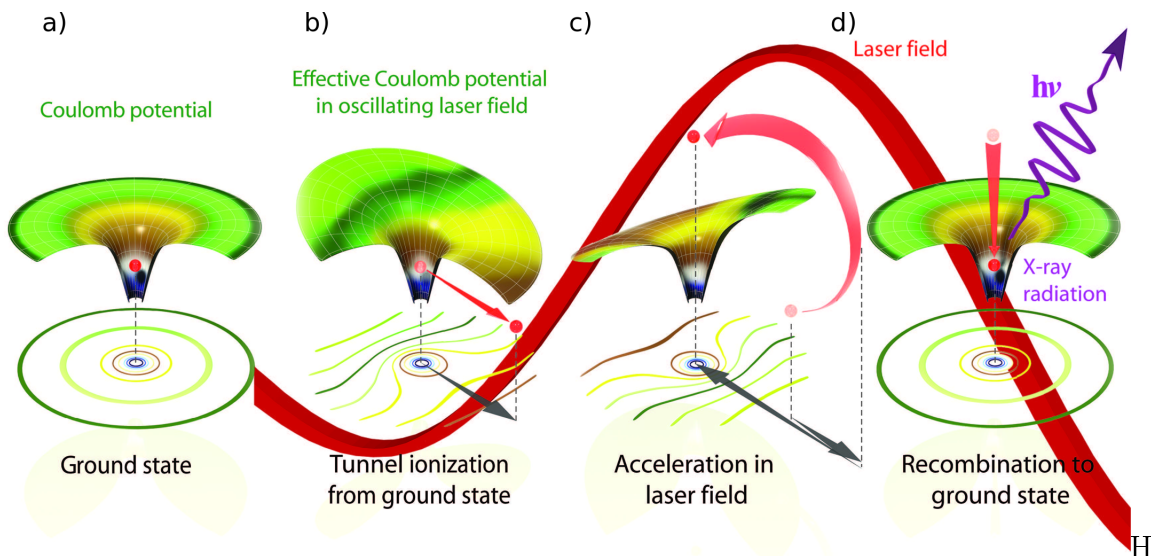 a)
b)
c)
d)
Laser field
Effective Coulomb potential
in oscillating laser field
Coulomb potential
hν
X-ray
radiation
Ground state
Tunnel ionization
from ground state
Acceleration in
laser field
Recombination to
ground state
H